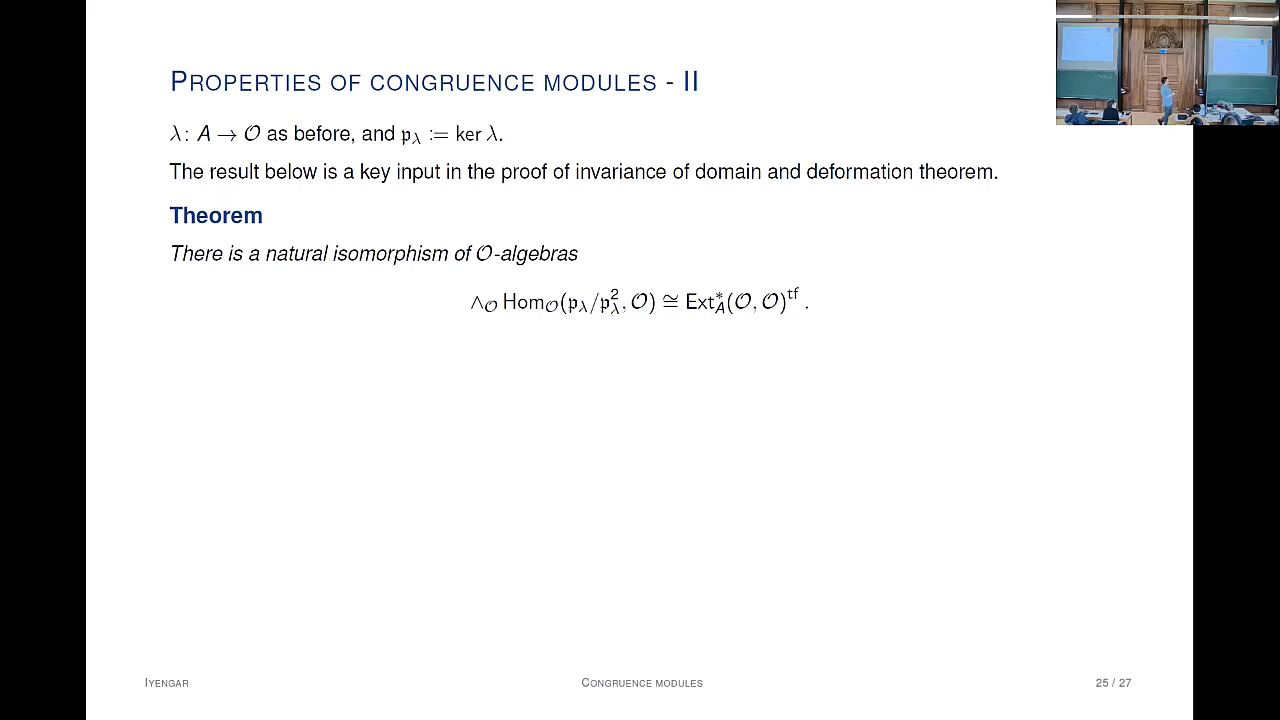 PROPERTIES OF CONGRUENCE MODULES - II
λ: A → 𝒪 as before, and 𝔭_λ := ker λ.
The result below is a key input in the proof of invariance of domain and deformation theorem.
Theorem
There is a natural isomorphism of 𝒪-algebras
∧_𝒪 Hom_𝒪(𝔭_λ/𝔭_λ^2, 𝒪) ≅ Ext_A^*(𝒪, 𝒪)^tf .
IYENGAR
CONGRUENCE MODULES
25 / 27